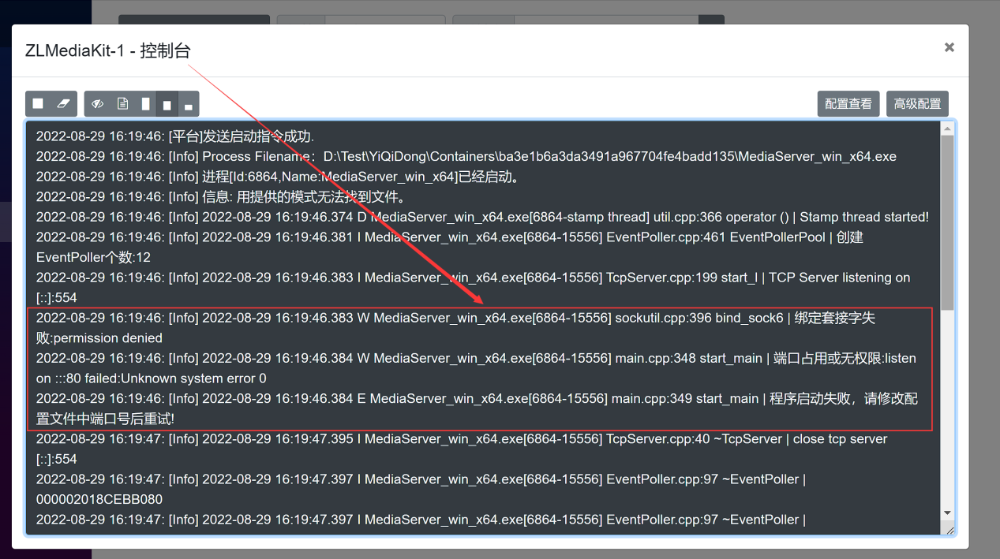 ZLMediaKit-1 - 控制台
配置查看 高级配置
2022-08-29 16:19:46: [平台]发送启动指令成功.
2022-08-29 16:19:46: [Info] Process Filename：D:\Test\YiQiDong\Containers\ba3e1b6a3da3491a967704fe4badd135\MediaServer_win_x64.exe
2022-08-29 16:19:46: [Info] 进程[Id:6864,Name:MediaServer_win_x64]已经启动。
2022-08-29 16:19:46: [Info] 信息: 用提供的模式无法找到文件。
2022-08-29 16:19:46: [Info] 2022-08-29 16:19:46.374 D MediaServer_win_x64.exe[6864-stamp thread] util.cpp:366 operator () | Stamp thread started!
2022-08-29 16:19:46: [Info] 2022-08-29 16:19:46.381 I MediaServer_win_x64.exe[6864-15556] EventPoller.cpp:461 EventPollerPool | 创建
EventPoller个数:12
2022-08-29 16:19:46: [Info] 2022-08-29 16:19:46.383 I MediaServer_win_x64.exe[6864-15556] TcpServer.cpp:199 start_l | TCP Server listening on
[::]:554
2022-08-29 16:19:46: [Info] 2022-08-29 16:19:46.383 W MediaServer_win_x64.exe[6864-15556] sockutil.cpp:396 bind_sock6 | 绑定套接字失
败:permission denied
2022-08-29 16:19:46: [Info] 2022-08-29 16:19:46.384 W MediaServer_win_x64.exe[6864-15556] main.cpp:348 start_main | 端口占用或无权限:listen
on :::80 failed:Unknown system error 0
2022-08-29 16:19:46: [Info] 2022-08-29 16:19:46.384 E MediaServer_win_x64.exe[6864-15556] main.cpp:349 start_main | 程序启动失败，请修改配
置文件中端口号后重试!
2022-08-29 16:19:47: [Info] 2022-08-29 16:19:47.395 I MediaServer_win_x64.exe[6864-15556] TcpServer.cpp:40 ~TcpServer | close tcp server
[::]:554
2022-08-29 16:19:47: [Info] 2022-08-29 16:19:47.397 I MediaServer_win_x64.exe[6864-15556] EventPoller.cpp:97 ~EventPoller |
000002018CEBB080
2022-08-29 16:19:47: [Info] 2022-08-29 16:19:47.397 I MediaServer_win_x64.exe[6864-15556] EventPoller.cpp:97 ~EventPoller |